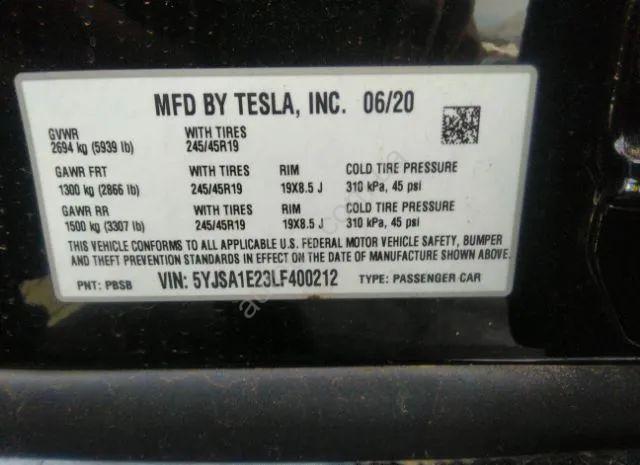 MFD BY TESLA, INC. 06/20
GVWR WITH TIRES
2694 kg (5939 lb) 245/45R19
GAWR FRT WITH TIRES RIM COLD TIRE PRESSURE
1300 kg (2866 lb) 245/45R19 19X8.5 J 310 kPa, 45 psi
GAWR RR WITH TIRES RIM COLD TIRE PRESSURE
1500 kg (3307 lb) 245/45R19 19X8.5 J 310 kPa, 45 psi
THIS VEHICLE CONFORMS TO ALL APPLICABLE U.S. FEDERAL MOTOR VEHICLE SAFETY, BUMPER
AND THEFT PREVENTION STANDARDS IN EFFECT ON THE DATE OF MANUFACTURE SHOWN ABOVE.
PNT: PBSB VIN: 5YJSA1E23LF400212 TYPE: PASSENGER CAR